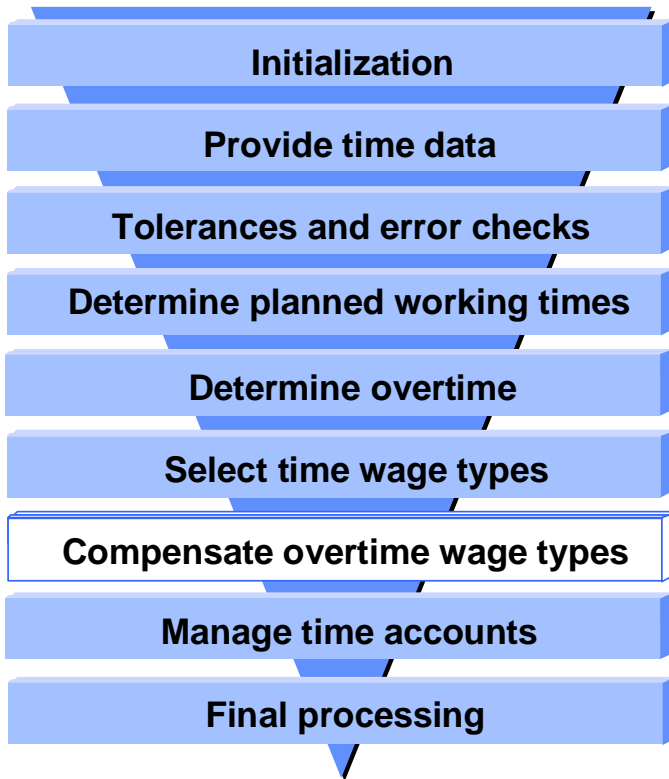 Initialization
Provide time data
Tolerances and error checks
Determine planned working times
Determine overtime
Select time wage types
Compensate overtime wage types
Manage time accounts
Final processing